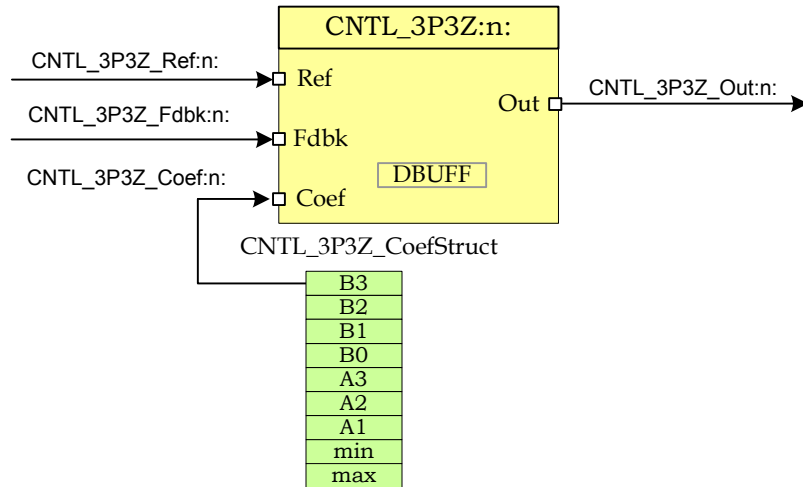 CNTL_3P3Z:n:
CNTL_3P3Z_Ref:n:
Ref
CNTL_3P3Z_Out:n:
Out
CNTL_3P3Z_Fdbk:n:
Fdbk
DBUFF
CNTL_3P3Z_Coef:n:
Coef
CNTL_3P3Z_CoefStruct
B3
B2
B1
B0
A3
A2
A1
min
max